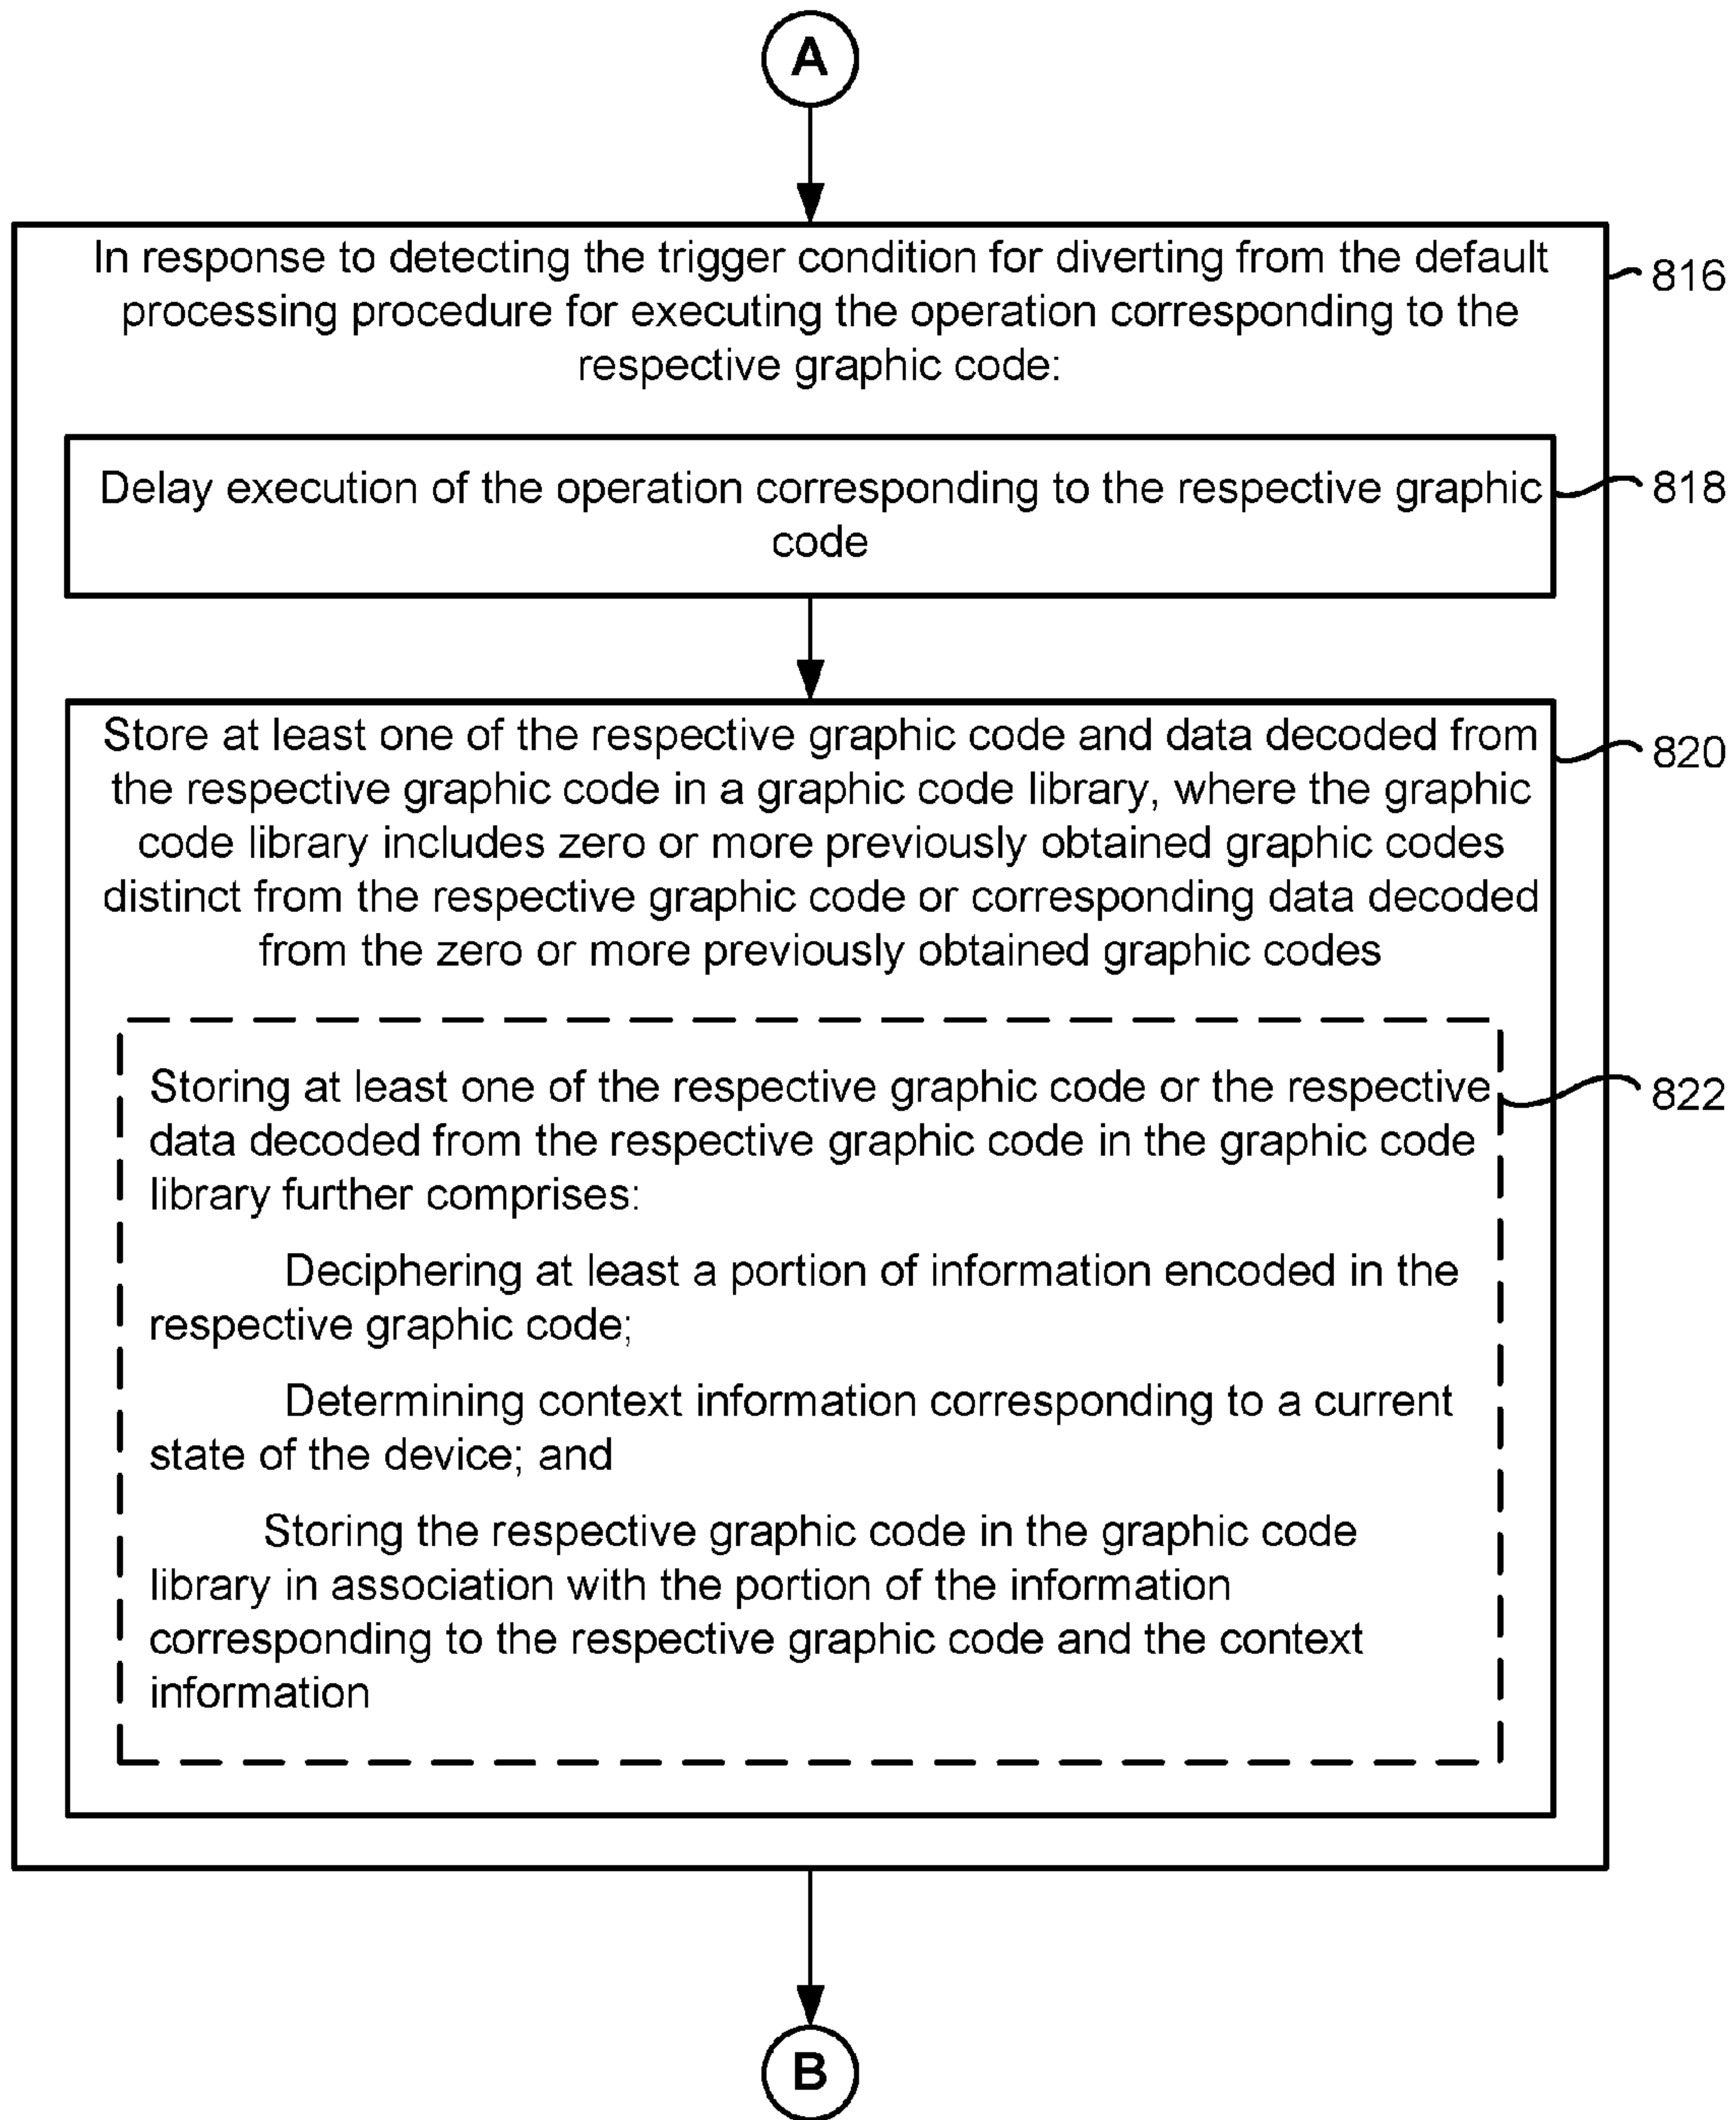 A
In response to detecting the trigger condition for diverting from the default
processing procedure for executing the operation corresponding to the
respective graphic code:
816
Delay execution of the operation corresponding to the respective graphic
code
818
Store at least one of the respective graphic code and data decoded from
the respective graphic code in a graphic code library, where the graphic
code library includes zero or more previously obtained graphic codes
distinct from the respective graphic code or corresponding data decoded
from the zero or more previously obtained graphic codes
820
Storing at least one of the respective graphic code or the respective
data decoded from the respective graphic code in the graphic code
library further comprises:
822
Deciphering at least a portion of information encoded in the
respective graphic code;
Determining context information corresponding to a current
state of the device; and
Storing the respective graphic code in the graphic code
library in association with the portion of the information
corresponding to the respective graphic code and the context
information
B